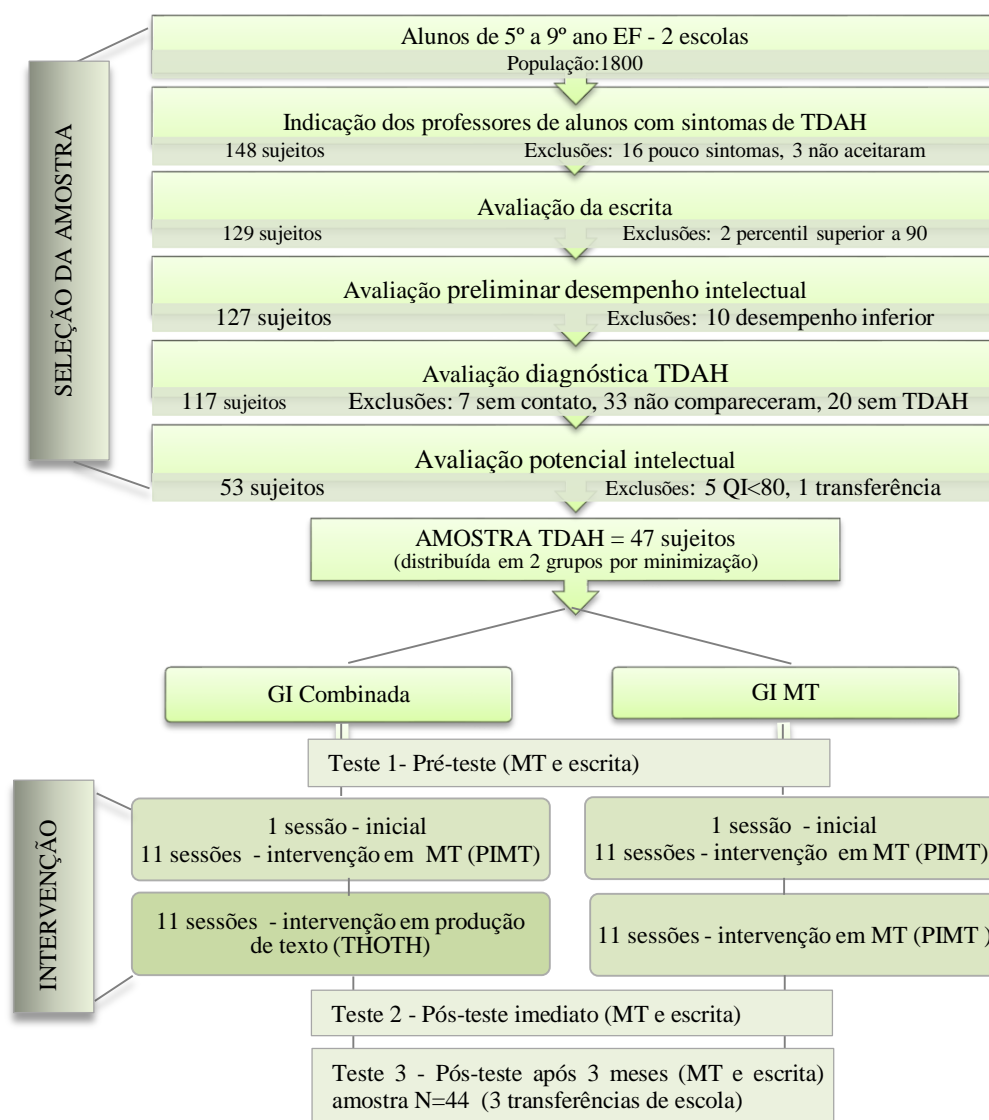 SELEÇÃO DA AMOSTRA
Alunos de 5º a 9º ano EF - 2 escolas
População:1800
Indicação dos professores de alunos com sintomas de TDAH
148 sujeitos Exclusões: 16 pouco sintomas, 3 não aceitaram
Avaliação da escrita
129 sujeitos Exclusões: 2 percentil superior a 90
Avaliação preliminar desempenho intelectual
127 sujeitos Exclusões: 10 desempenho inferior
Avaliação diagnóstica TDAH
117 sujeitos Exclusões: 7 sem contato, 33 não compareceram, 20 sem TDAH
Avaliação potencial intelectual
53 sujeitos Exclusões: 5 QI<80, 1 transferência
AMOSTRA TDAH = 47 sujeitos
(distribuída em 2 grupos por minimização)
GI Combinada
GI MT
Teste 1- Pré-teste (MT e escrita)
INTERVENÇÃO
1 sessão - inicial
11 sessões - intervenção em MT (PIMT)
1 sessão - inicial
11 sessões - intervenção em MT (PIMT)
11 sessões - intervenção em produção
de texto (THOTH)
11 sessões - intervenção em MT (PIMT )
Teste 2 - Pós-teste imediato (MT e escrita)
Teste 3 - Pós-teste após 3 meses (MT e escrita)
amostra N=44 (3 transferências de escola)